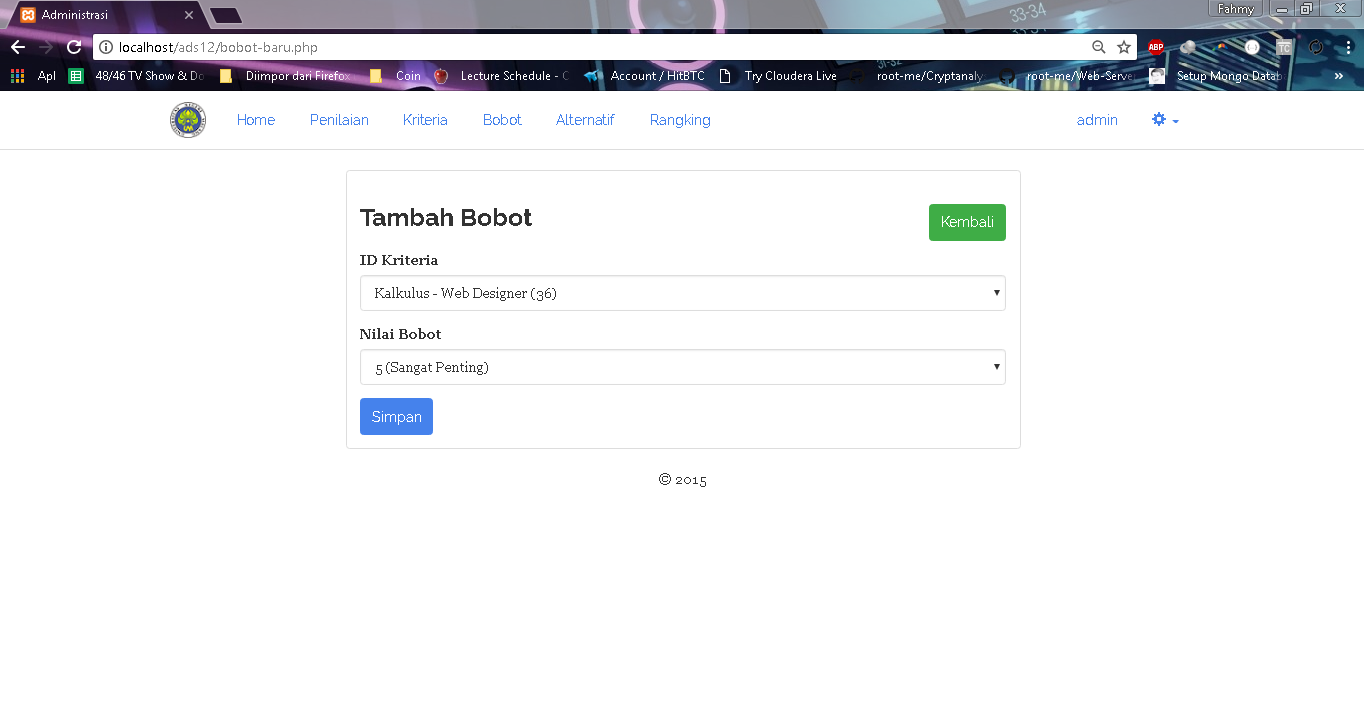 Administrasi
Fahmy
localhost/ads12/bobot-baru.php
ABP
TC
Apl 48/46 TV Show & Do Diimpor dari Firefox Coin Lecture Schedule - C Account / HitBTC Try Cloudera Live root-me/Cryptanaly root-me/Web-Serve Setup Mongo Datab »
Home Penilaian Kriteria Bobot Alternatif Rangking admin
Tambah Bobot
Kembali
ID Kriteria
Kalkulus - Web Designer (36)
Nilai Bobot
5 (Sangat Penting)
Simpan
© 2015